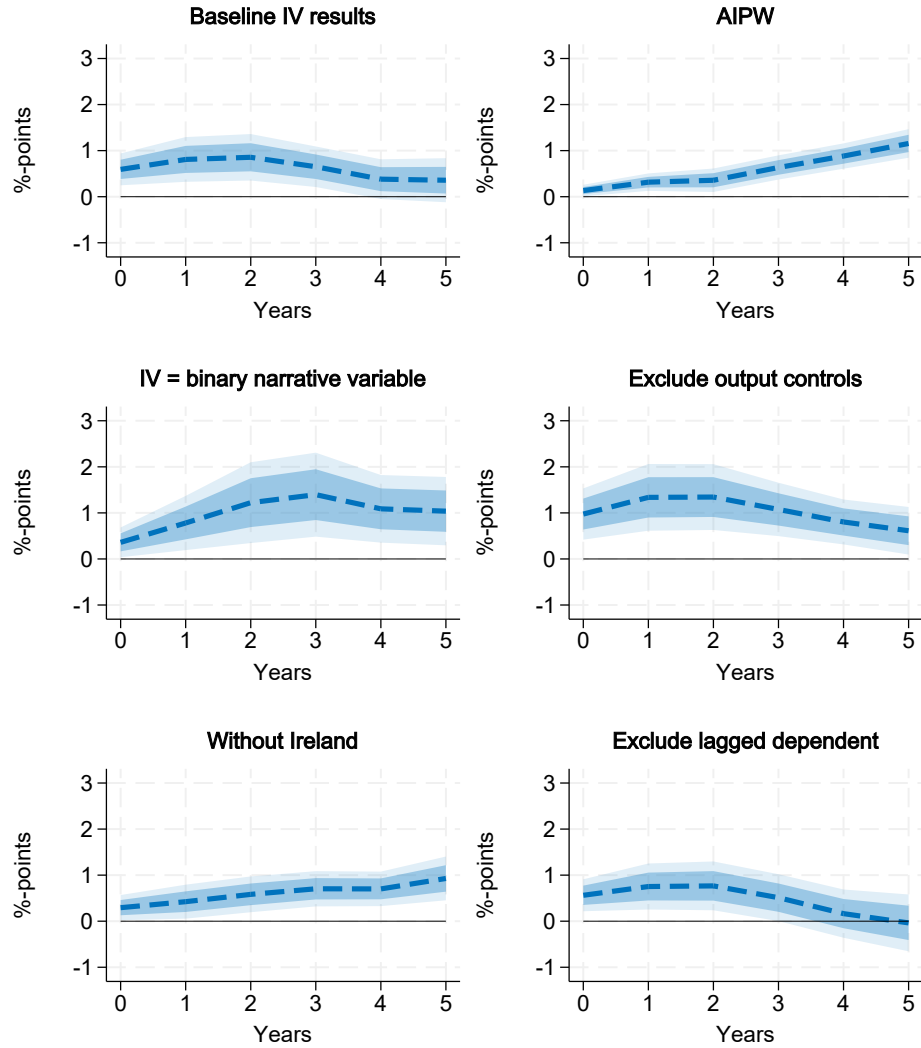 Baseline IV results
%-points
3
2
1
0
-1
0 1 2 3 4 5
Years
AIPW
%-points
3
2
1
0
-1
0 1 2 3 4 5
Years
IV = binary narrative variable
%-points
3
2
1
0
-1
0 1 2 3 4 5
Years
Exclude output controls
%-points
3
2
1
0
-1
0 1 2 3 4 5
Years
Without Ireland
%-points
3
2
1
0
-1
0 1 2 3 4 5
Years
Exclude lagged dependent
%-points
3
2
1
0
-1
0 1 2 3 4 5
Years